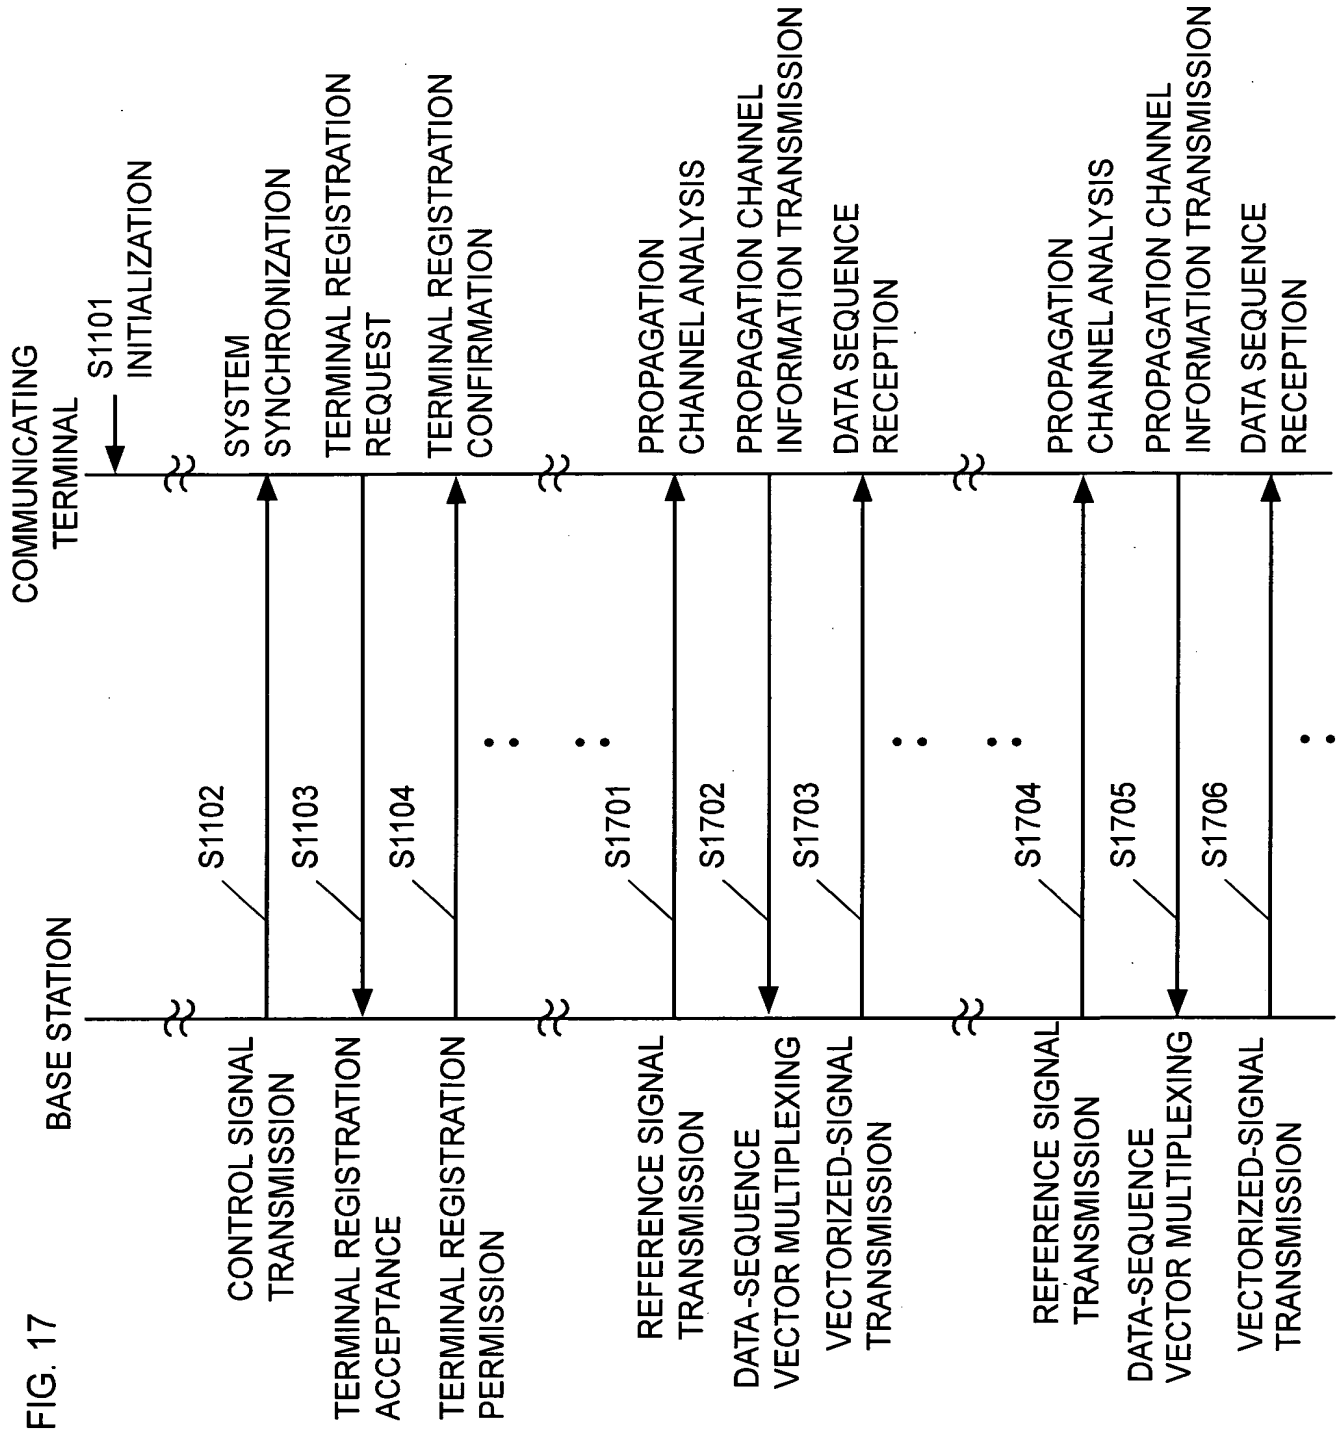 FIG. 17
BASE STATION
COMMUNICATING
TERMINAL
S1101
INITIALIZATION
CONTROL SIGNAL
TRANSMISSION
S1102
SYSTEM
SYNCHRONIZATION
TERMINAL REGISTRATION
ACCEPTANCE
S1103
TERMINAL REGISTRATION
REQUEST
TERMINAL REGISTRATION
PERMISSION
S1104
TERMINAL REGISTRATION
CONFIRMATION
REFERENCE SIGNAL
TRANSMISSION
S1701
PROPAGATION
CHANNEL ANALYSIS
DATA-SEQUENCE
VECTOR MULTIPLEXING
S1702
PROPAGATION CHANNEL
INFORMATION TRANSMISSION
VECTORIZED-SIGNAL
TRANSMISSION
S1703
DATA SEQUENCE
RECEPTION
REFERENCE SIGNAL
TRANSMISSION
S1704
PROPAGATION
CHANNEL ANALYSIS
DATA-SEQUENCE
VECTOR MULTIPLEXING
S1705
PROPAGATION CHANNEL
INFORMATION TRANSMISSION
VECTORIZED-SIGNAL
TRANSMISSION
S1706
DATA SEQUENCE
RECEPTION